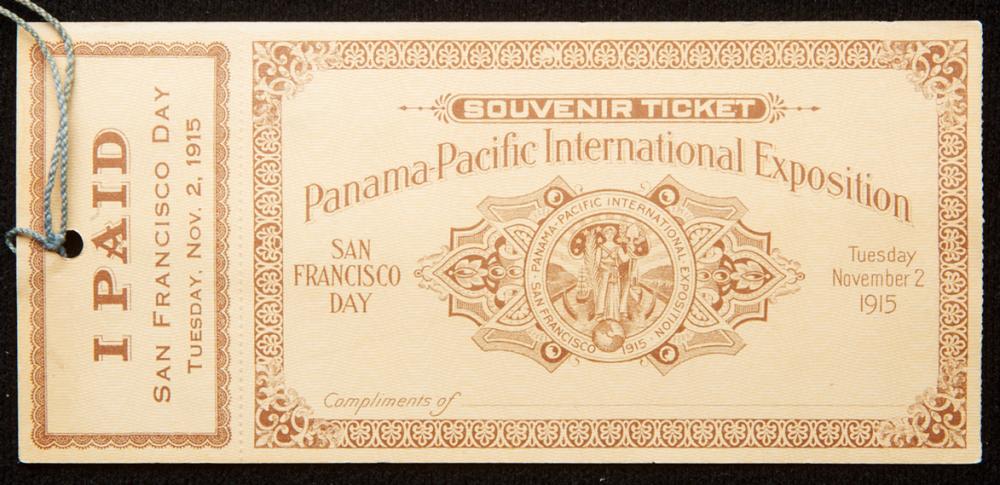 I PAID
SAN FRANCISCO DAY
TUESDAY, NOV. 2, 1915
SOUVENIR TICKET
Panama-Pacific International Exposition
SAN
FRANCISCO
DAY
· PANAMA-PACIFIC INTERNATIONAL EXPOSITION ·
SAN FRANCISCO 1915
Tuesday
November 2
1915
Compliments of